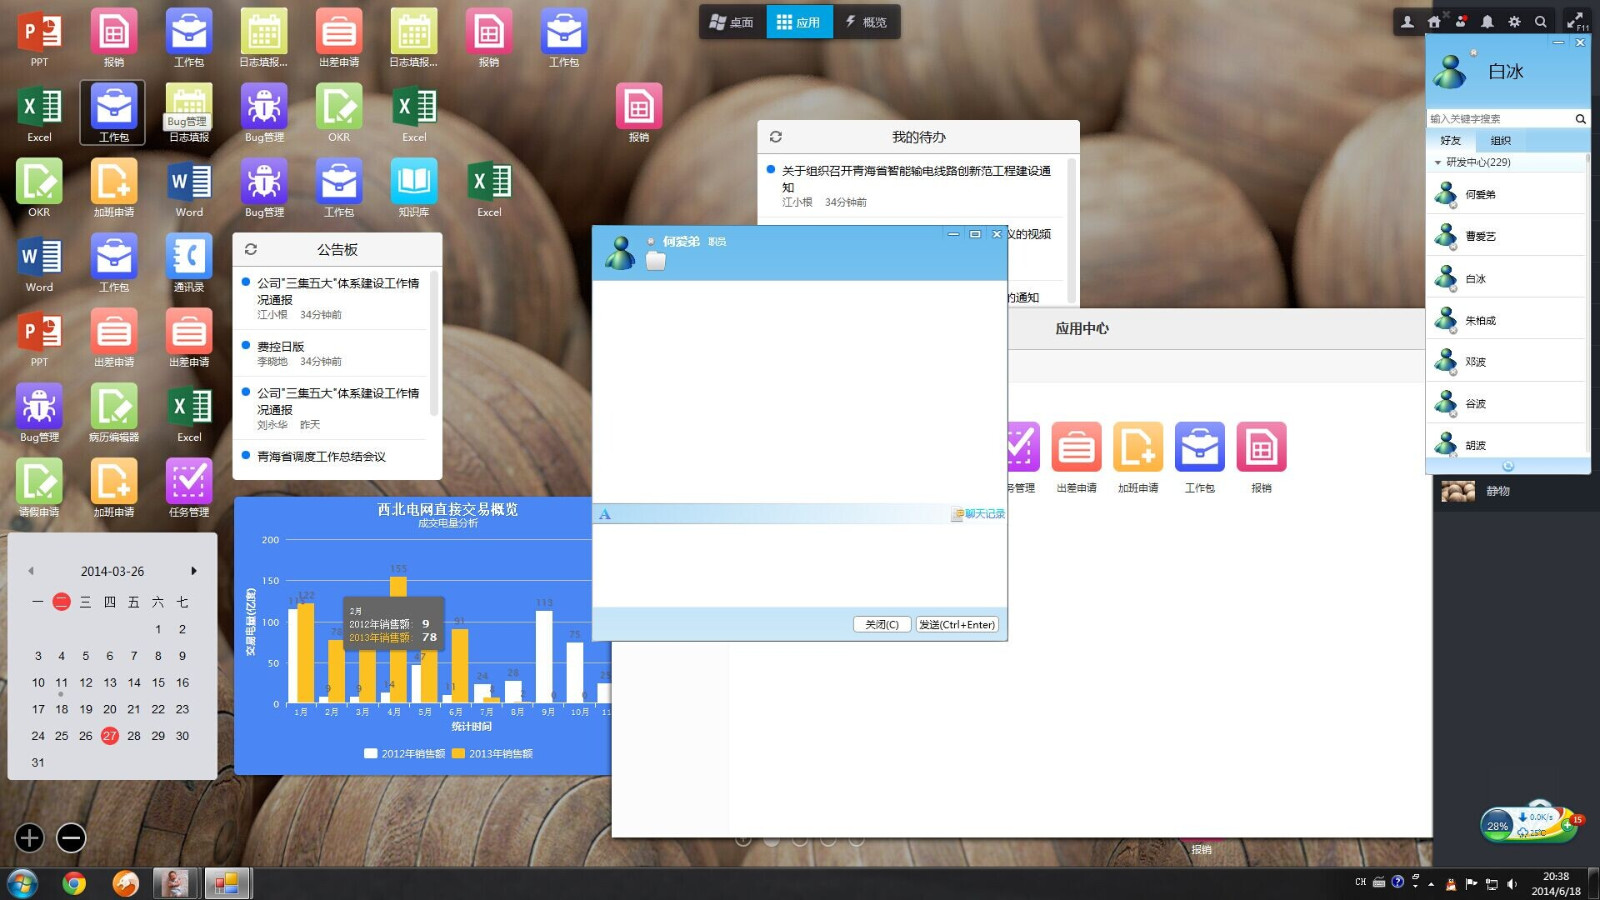 桌面
应用
概览
F11
PPT
报销
工作包
日志填报...
出差申请
日志填报...
报销
工作包
Excel
工作包
Bug管理
日志填报
Bug管理
OKR
Excel
报销
OKR
加班申请
Word
Bug管理
工作包
知识库
Excel
Word
工作包
通讯录
PPT
出差申请
出差申请
Bug管理
病历编辑器
Excel
请假申请
加班申请
任务管理
公告板
公司"三集五大"体系建设工作情
况通报
江小根 34分钟前
费控日版
李晓地 34分钟前
公司"三集五大"体系建设工作情
况通报
刘永华 昨天
青海省调度工作总结会议
我的待办
关于组织召开青海省智能输电线路创新范工程建设通
知
江小根 34分钟前
议的视频
的通知
何爱弟 职员
A
聊天记录
关闭(C)
发送(Ctrl+Enter)
应用中心
务管理
出差申请
加班申请
工作包
报销
白冰
输入关键字搜索
好友
组织
研发中心(229)
何爱弟
曹爱艺
白冰
朱柏成
邓波
谷波
胡波
静物
2014-03-26
一 二 三 四 五 六 七
1 2
3 4 5 6 7 8 9
10 11 12 13 14 15 16
17 18 19 20 21 22 23
24 25 26 27 28 29 30
31
西北电网直接交易概览
成交电量分析
交易电量(亿度)
200
150
100
50
0
122
155
91
113
75
2月
2012年销售额: 9
2013年销售额: 78
1月 2月 3月 4月 5月 6月 7月 8月 9月 10月
统计时间
2012年销售额
2013年销售额
28%
0.0K/s
25℃
15
报销
CH
20:38
2014/6/18